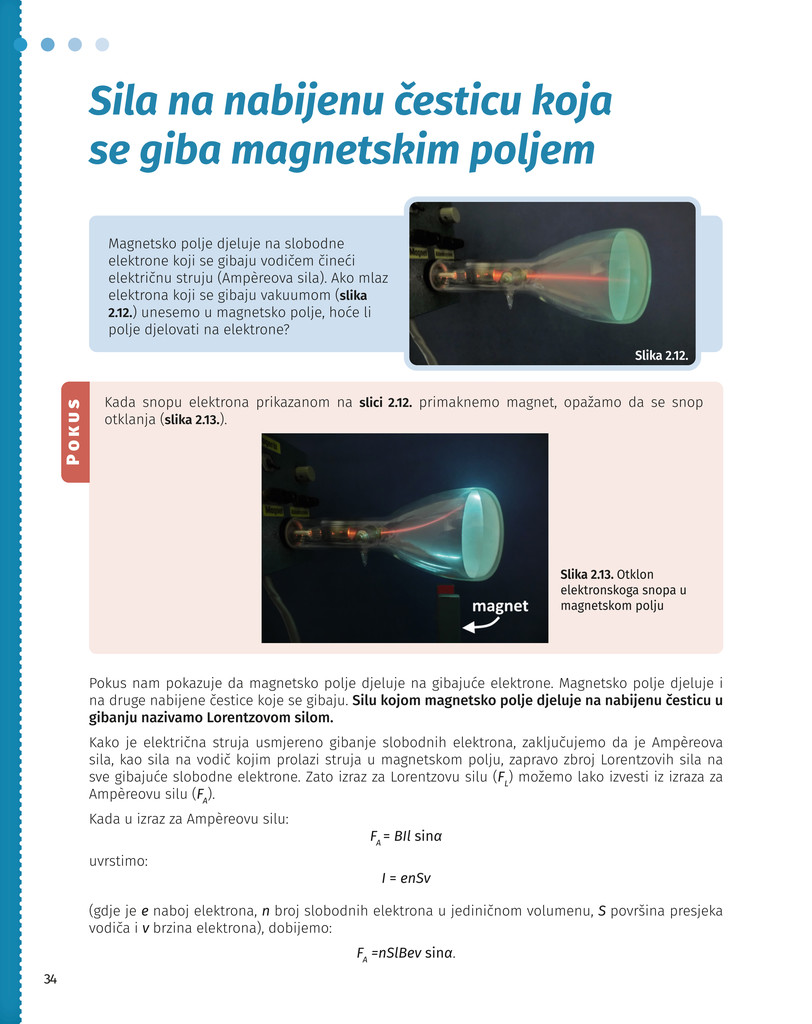 Sila na nabijenu česticu koja
se giba magnetskim poljem
Magnetsko polje djeluje na slobodne
elektrone koji se gibaju vodičem čineći
električnu struju (Ampèreova sila). Ako mlaz
elektrona koji se gibaju vakuumom (slika
2.12.) unesemo u magnetsko polje, hoće li
polje djelovati na elektrone?
Slika 2.12.
POKUS
Kada snopu elektrona prikazanom na slici 2.12. primaknemo magnet, opažamo da se snop
otklanja (slika 2.13.).
magnet
Slika 2.13. Otklon
elektronskoga snopa u
magnetskom polju
Pokus nam pokazuje da magnetsko polje djeluje na gibajuće elektrone. Magnetsko polje djeluje i
na druge nabijene čestice koje se gibaju. Silu kojom magnetsko polje djeluje na nabijenu česticu u
gibanju nazivamo Lorentzovom silom.
Kako je električna struja usmjereno gibanje slobodnih elektrona, zaključujemo da je Ampèreova
sila, kao sila na vodič kojim prolazi struja u magnetskom polju, zapravo zbroj Lorentzovih sila na
sve gibajuće slobodne elektrone. Zato izraz za Lorentzovu silu (F_L) možemo lako izvesti iz izraza za
Ampèreovu silu (F_A).
Kada u izraz za Ampèreovu silu:
F_A = BIl sinα
uvrstimo:
I = enSv
(gdje je e naboj elektrona, n broj slobodnih elektrona u jediničnom volumenu, S površina presjeka
vodiča i v brzina elektrona), dobijemo:
F_A =nSlBev sinα.
34